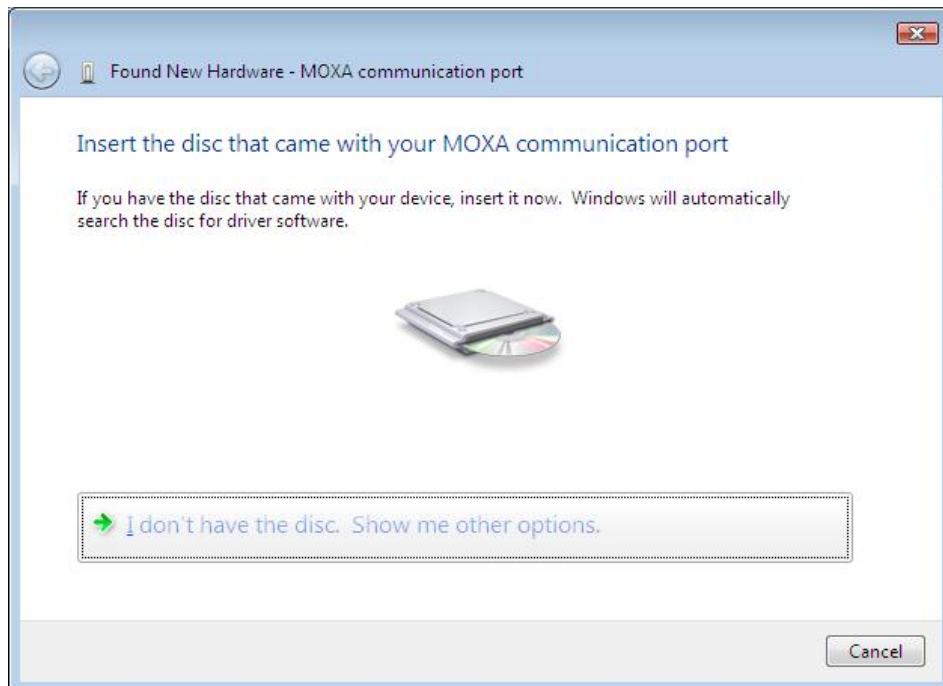 Found New Hardware - MOXA communication port
Insert the disc that came with your MOXA communication port
If you have the disc that came with your device, insert it now.  Windows will automatically
search the disc for driver software.
I don't have the disc.  Show me other options.
Cancel